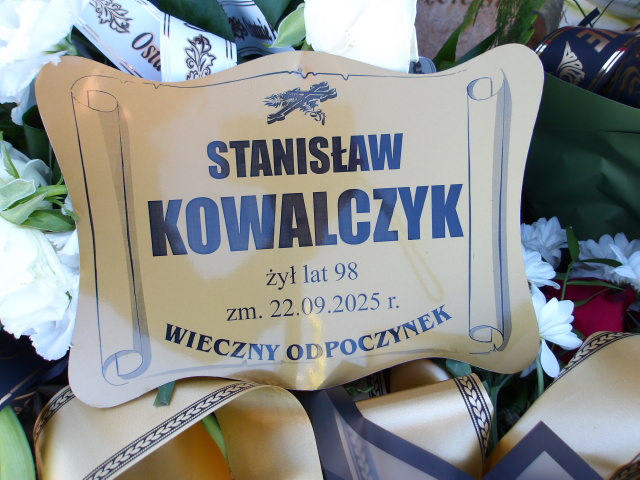 STANISŁAW
KOWALCZYK
żył lat 98
zm. 22.09.2025 r.
WIECZNY ODPOCZYNEK